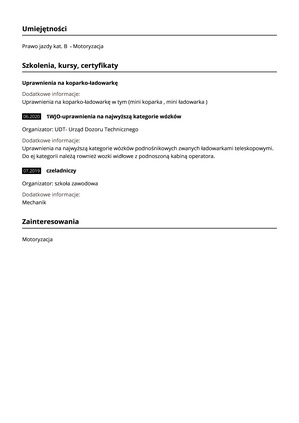 Umiejętności
Prawo jazdy kat. B - Motoryzacja
Szkolenia, kursy, certyfikaty
Uprawnienia na koparko-ładowarkę
Dodatkowe informacje:
Uprawnienia na koparko-ładowarkę w tym (mini koparka , mini ładowarka )
06.2020 1WJO-uprawnienia na najwyższą kategorie wózków
Organizator: UDT- Urząd Dozoru Technicznego
Dodatkowe informacje:
Uprawnienia na najwyższą kategorie wózków podnośnikowych zwanych ładowarkami teleskopowymi.
Do ej kategorii należą rownież wozki widłowe z podnoszoną kabiną operatora.
07.2019 czeladniczy
Organizator: szkoła zawodowa
Dodatkowe informacje:
Mechanik
Zainteresowania
Motoryzacja